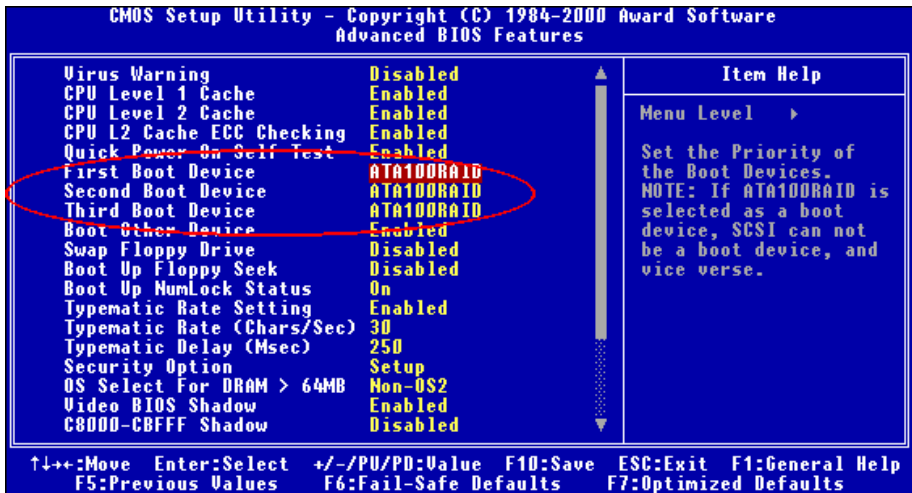 CMOS Setup Utility - Copyright (C) 1984-2000 Award Software
Advanced BIOS Features
Virus Warning Disabled
CPU Level 1 Cache Enabled
CPU Level 2 Cache Enabled
CPU L2 Cache ECC Checking Enabled
Quick Power On Self Test Enabled
First Boot Device ATA100RAID
Second Boot Device ATA100RAID
Third Boot Device ATA100RAID
Boot Other Device Enabled
Swap Floppy Drive Disabled
Boot Up Floppy Seek Disabled
Boot Up NumLock Status On
Typematic Rate Setting Enabled
Typematic Rate (Chars/Sec) 30
Typematic Delay (Msec) 250
Security Option Setup
OS Select For DRAM > 64MB Non-OS2
Video BIOS Shadow Enabled
C8000-CBFFF Shadow Disabled
Item Help
Menu Level ▸
Set the Priority of
the Boot Devices.
NOTE: If ATA100RAID is
selected as a boot
device, SCSI can not
be a boot device, and
vice verse.
↑↓→←:Move Enter:Select +/-/PU/PD:Value F10:Save ESC:Exit F1:General Help
F5:Previous Values F6:Fail-Safe Defaults F7:Optimized Defaults